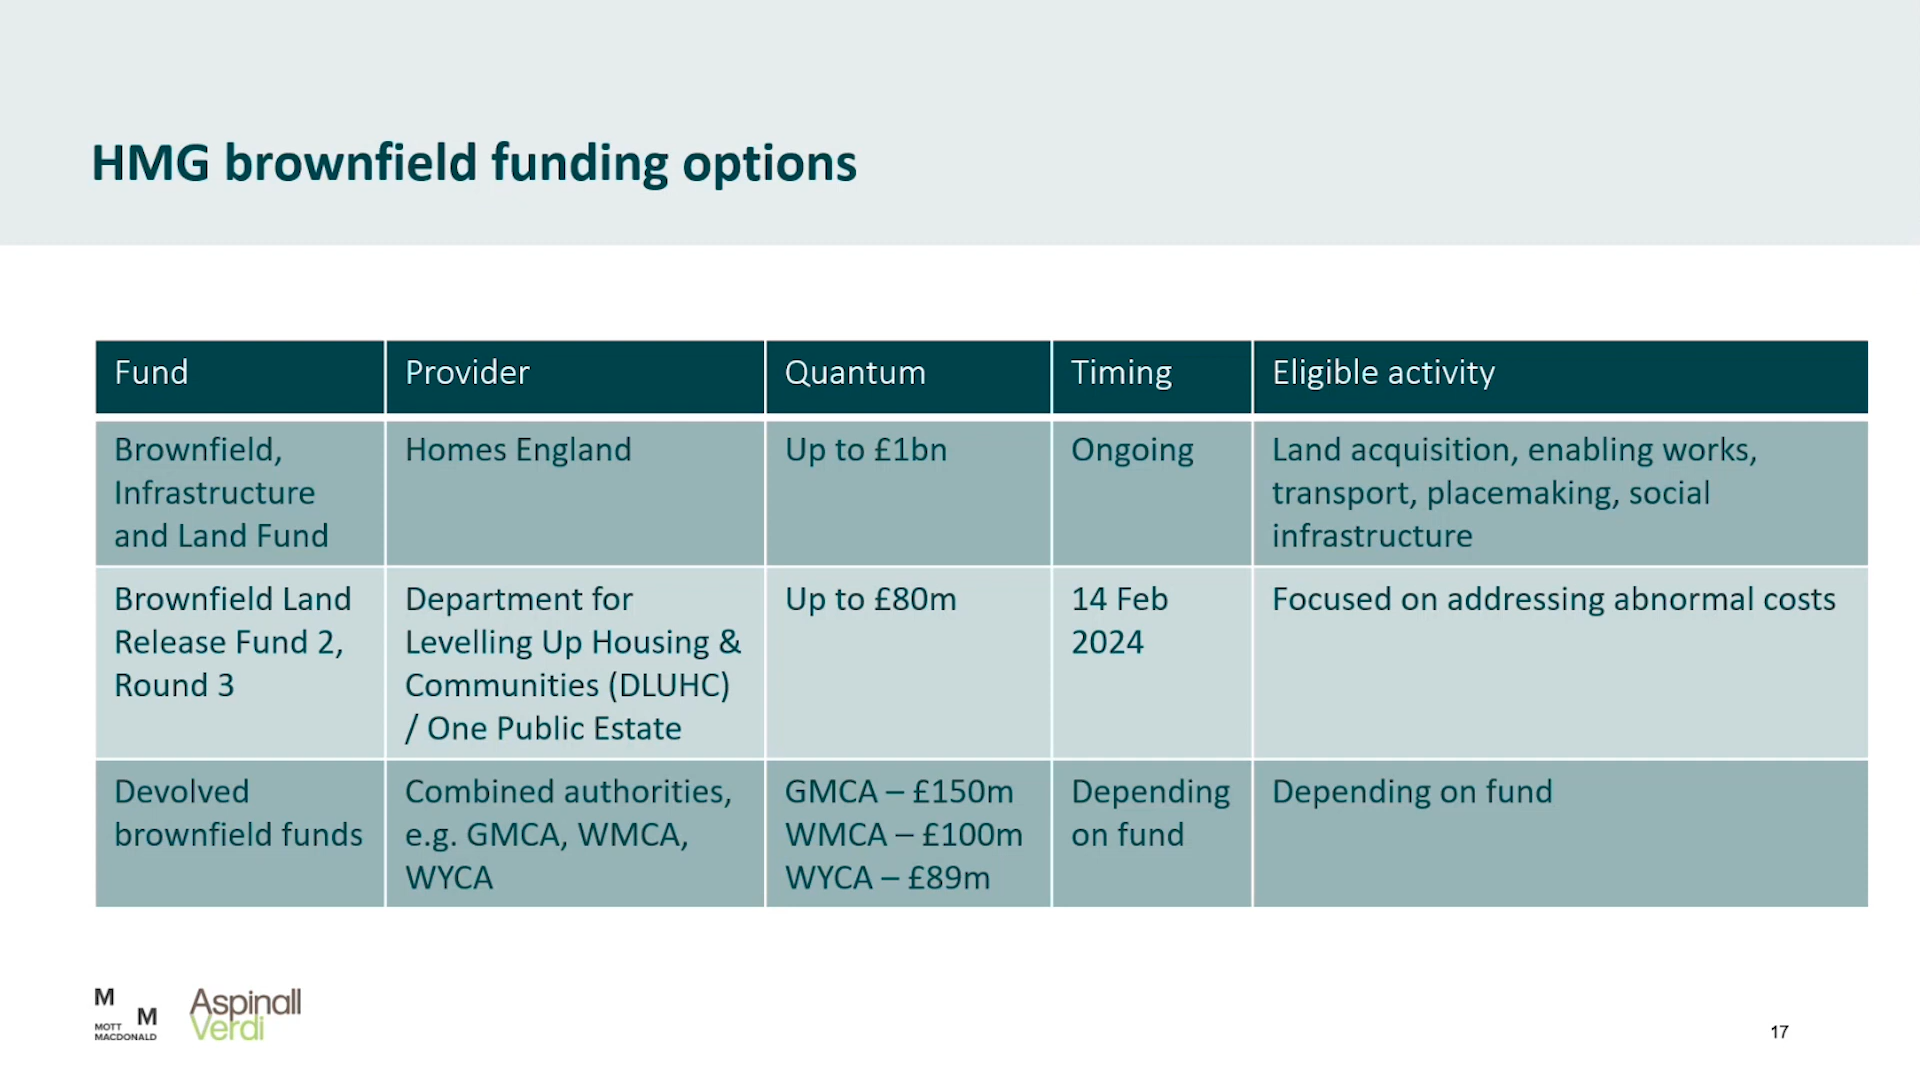 HMG brownfield funding options
Fund
Provider
Quantum
Timing
Eligible activity
Brownfield,
Infrastructure
and Land Fund
Homes England
Up to £1bn
Ongoing
Land acquisition, enabling works,
transport, placemaking, social
infrastructure
Brownfield Land
Release Fund 2,
Round 3
Department for
Levelling Up Housing &
Communities (DLUHC)
/ One Public Estate
Up to £80m
14 Feb
2024
Focused on addressing abnormal costs
Devolved
brownfield funds
Combined authorities,
e.g. GMCA, WMCA,
WYCA
GMCA – £150m
WMCA – £100m
WYCA – £89m
Depending
on fund
Depending on fund
M
M
MOTT
MACDONALD
Aspinall
Verdi
17